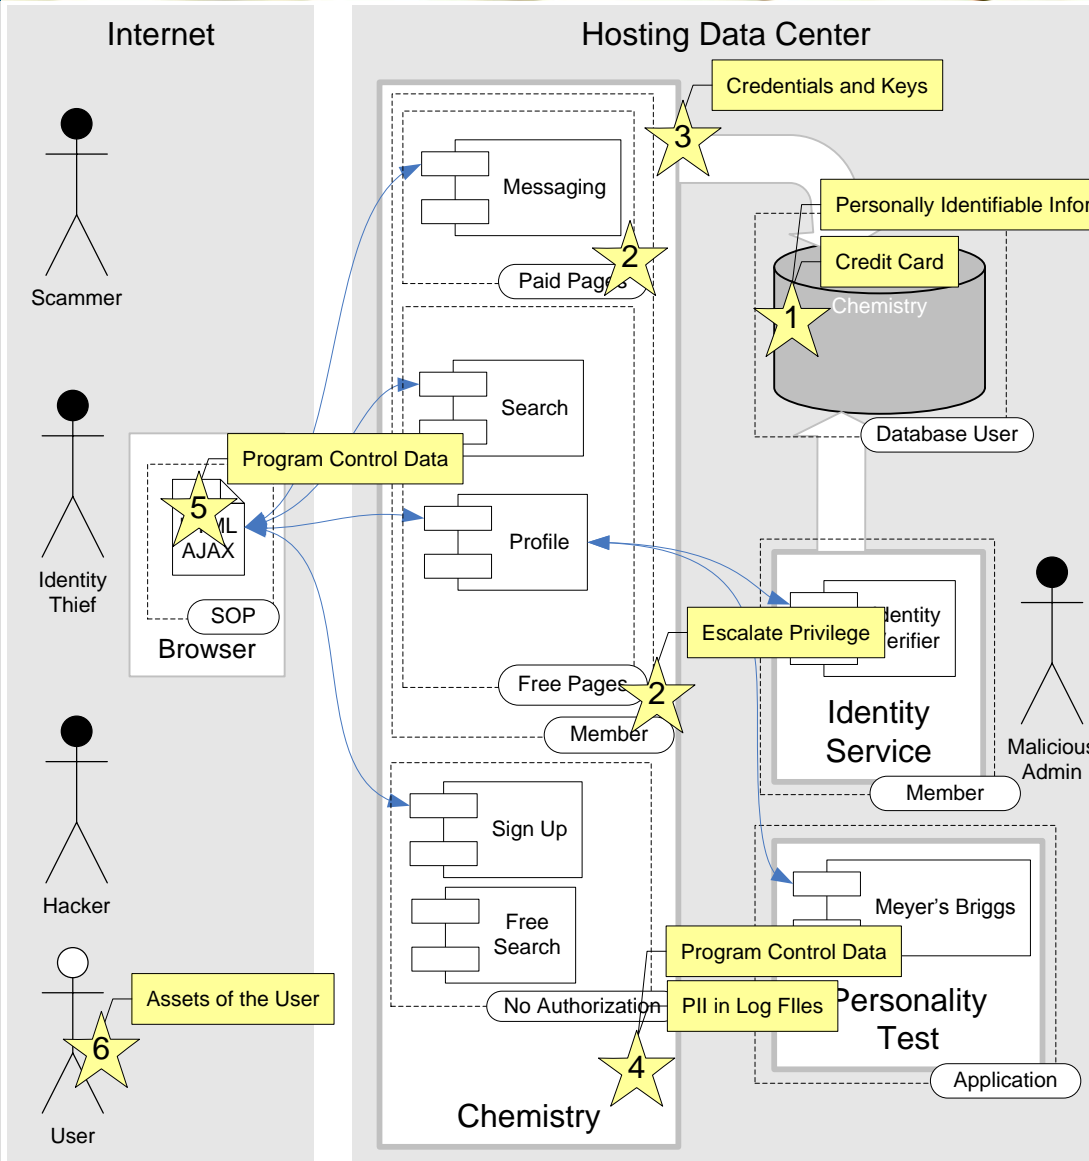 Internet
Hosting Data Center
Credentials and Keys
3
Messaging
2
Paid Pages
Personally Identifiable Infor
Credit Card
1
Chemistry
Database User
Scammer
Search
Program Control Data
5
AJAX
SOP
Browser
Identity
Thief
Profile
Escalate Privilege
2
Free Pages
Member
Identity
Verifier
Identity
Service
Member
Malicious
Admin
Sign Up
Free
Search
No Authorization
Hacker
Meyer's Briggs
Program Control Data
PII in Log FIles
4
Personality
Test
Application
Assets of the User
6
User
Chemistry